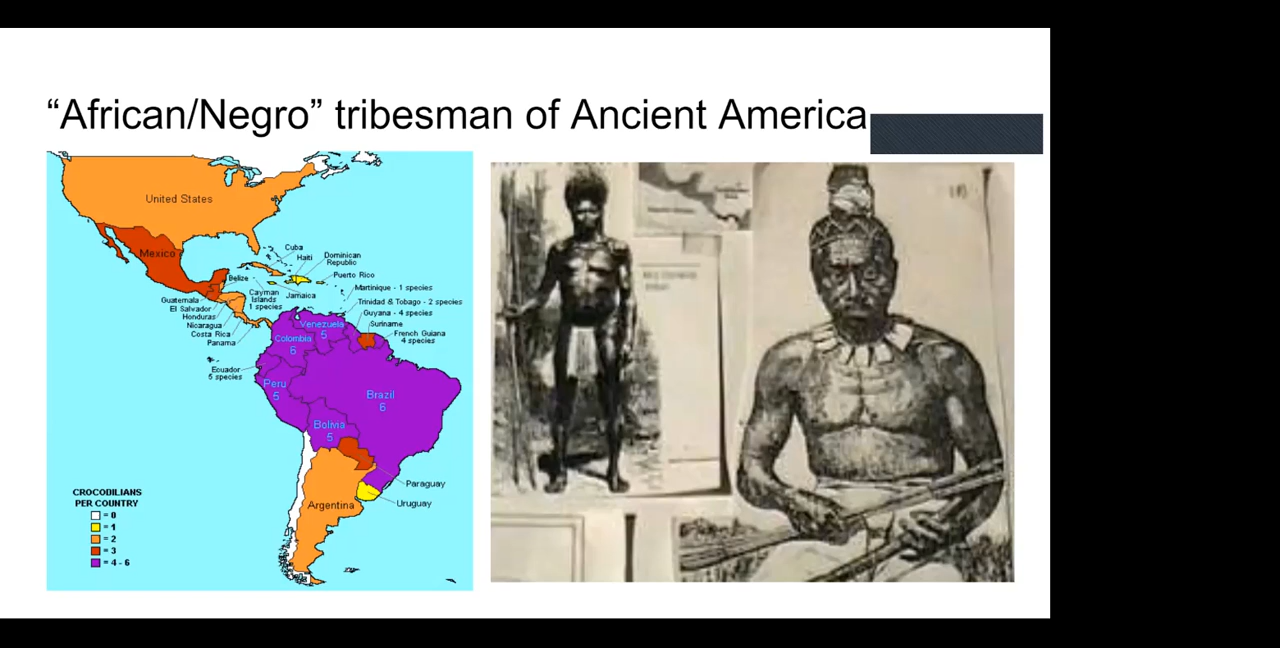 “African/Negro” tribesman of Ancient America
United States
Mexico
Cuba
Haiti
Dominican
Republic
Puerto Rico
Belize
Cayman
Islands
1 species
Jamaica
Martinique - 1 species
Trinidad & Tobago - 2 species
Guyana - 4 species
Suriname
French Guiana
4 species
Guatemala
El Salvador
Honduras
Nicaragua
Costa Rica
Panama
Venezuela
5
Colombia
6
Ecuador
5 species
Peru
5
Brazil
6
Bolivia
5
Paraguay
Uruguay
Argentina
CROCOBILIANS
PER COUNTRY
= 0
= 1
= 2
= 3
= 4 - 6